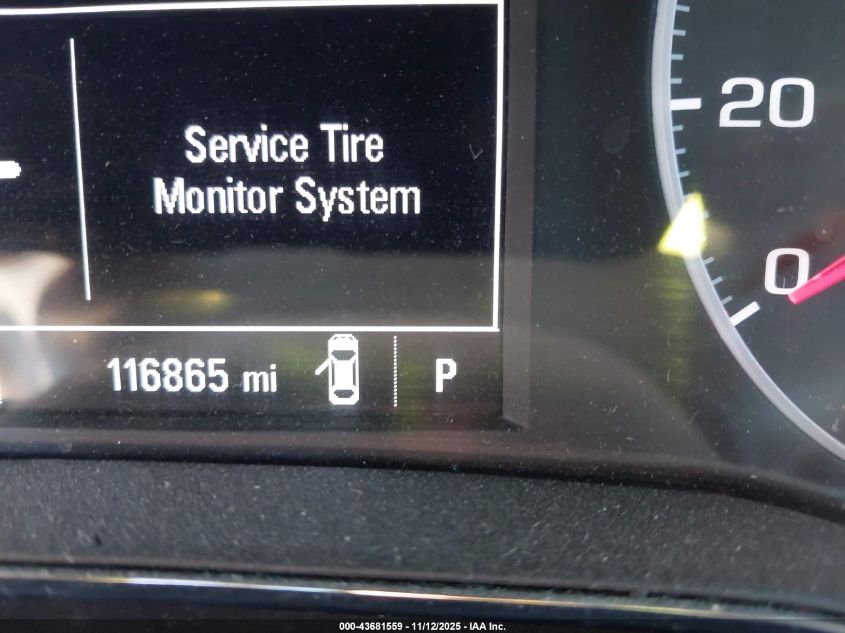 Service Tire
Monitor System
20
0
116865 mi
P
000-43681559 - 11/12/2025 - IAA Inc.